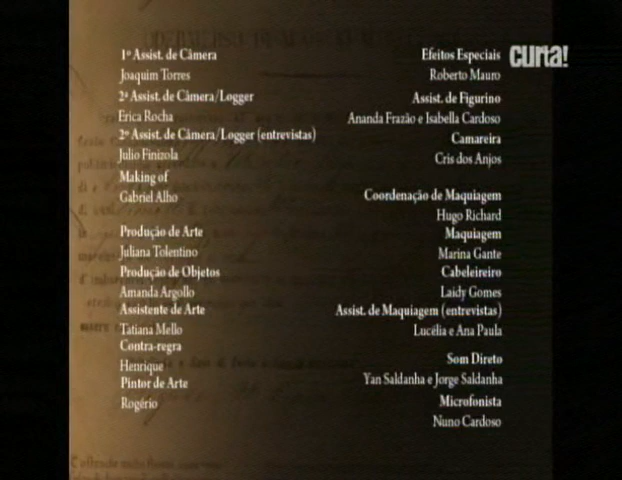 1º Assist. de Câmera
Joaquim Torres
2ª Assist. de Câmera/Logger
Erica Rocha
2º Assist. de Câmera/Logger (entrevistas)
Julio Finizola
Making of
Gabriel Alho
Produção de Arte
Juliana Tolentino
Produção de Objetos
Amanda Argollo
Assistente de Arte
Tatiana Mello
Contra-regra
Henrique
Pintor de Arte
Rogério
Efeitos Especiais
Roberto Mauro
Assist. de Figurino
Ananda Frazão e Isabella Cardoso
Camareira
Cris dos Anjos
Coordenação de Maquiagem
Hugo Richard
Maquiagem
Marina Gante
Cabeleireiro
Laidy Gomes
Assist. de Maquiagem (entrevistas)
Lucélia e Ana Paula
Som Direto
Yan Saldanha e Jorge Saldanha
Microfonista
Nuno Cardoso
curta!